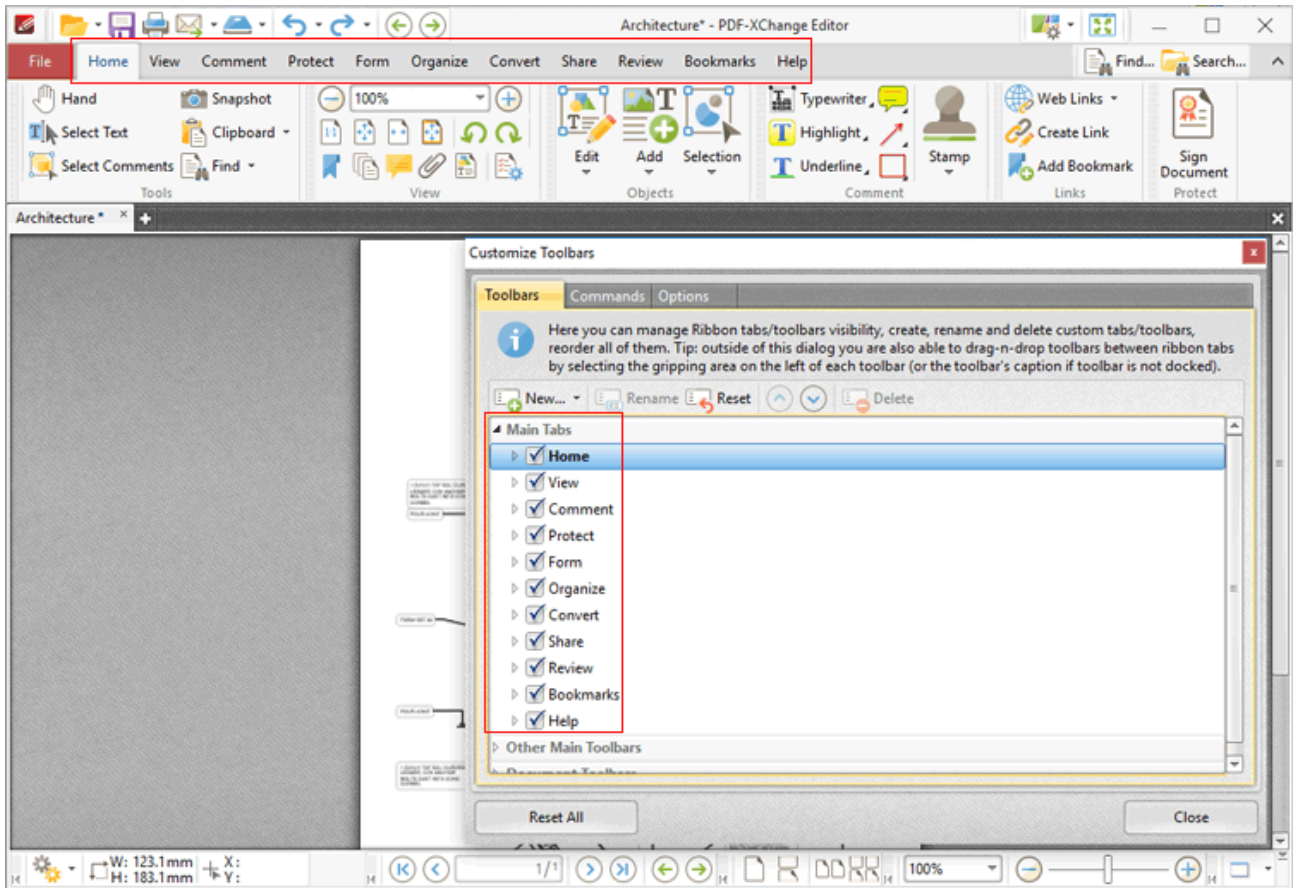 Architecture* - PDF-XChange Editor
File Home View Comment Protect Form Organize Convert Share Review Bookmarks Help Find... Search...
Hand Snapshot 100% Typewriter Web Links
Select Text Clipboard 1:1 Highlight Create Link
Select Comments Find Edit Add Selection Underline Stamp Add Bookmark Sign Document
Tools View Objects Comment Links Protect
Architecture *
Customize Toolbars
Toolbars Commands Options
Here you can manage Ribbon tabs/toolbars visibility, create, rename and delete custom tabs/toolbars,
reorder all of them. Tip: outside of this dialog you are also able to drag-n-drop toolbars between ribbon tabs
by selecting the gripping area on the left of each toolbar (or the toolbar's caption if toolbar is not docked).
New... Rename Reset Delete
Main Tabs
Home
View
Comment
Protect
Form
Organize
Convert
Share
Review
Bookmarks
Help
Other Main Toolbars
Document Toolbars
Reset All Close
W: 123.1mm X:
H: 183.1mm Y:
1/1 100%